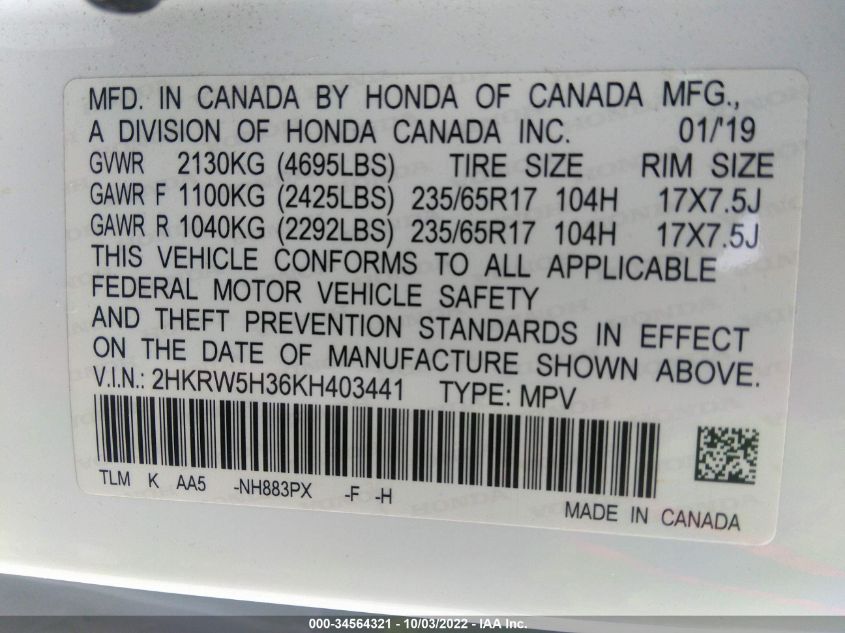 MFD. IN CANADA BY HONDA OF CANADA MFG.,
A DIVISION OF HONDA CANADA INC. 01/'19
GVWR 2130KG (4695LBS) TIRE SIZE RIM SIZE
GAWR F 1100KG (2425LBS) 235/65R17 104H 17X7.5J
GAWR R 1040KG (2292LBS) 235/65R17 104H 17X7.5J
THIS VEHICLE CONFORMS TO ALL APPLICABLE
FEDERAL MOTOR VEHICLE SAFETY
AND THEFT PREVENTION STANDARDS IN EFFECT
ON THE DATE OF MANUFACTURE SHOWN ABOVE.
V.I.N.: 2HKRW5H36KH403441 TYPE: MPV
TLM K AA5 -NH883PX -F -H
MADE IN CANADA
000-34564321 - 10/03/2022 - IAA Inc.